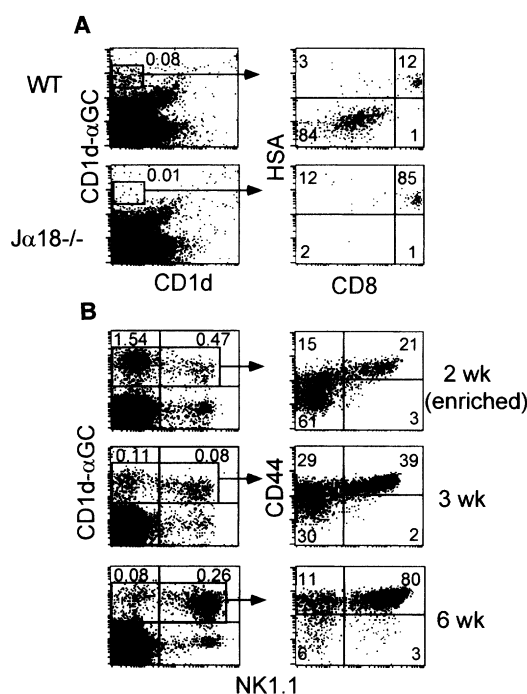 A
WT
CD1d-αGC
0.08
HSA
3
12
84
1
Jα18-/-
0.01
12
85
2
1
CD1d
CD8
B
1.54
0.47
15
21
61
3
2 wk
(enriched)
CD1d-αGC
0.11
0.08
CD44
29
39
30
2
3 wk
0.08
0.26
11
80
6
3
6 wk
NK1.1